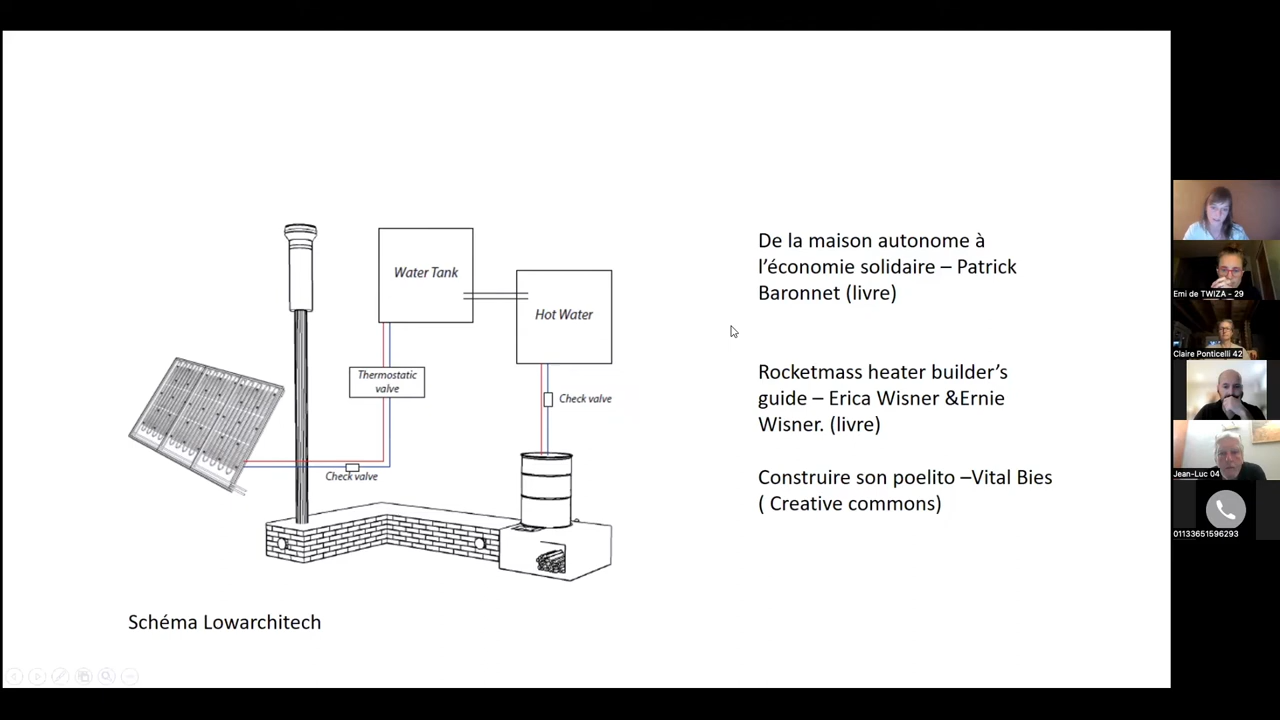 Water Tank
Hot Water
Thermostatic
valve
Check valve
Check valve
Schéma Lowarchitech
De la maison autonome à
l’économie solidaire – Patrick
Baronnet (livre)
Rocketmass heater builder’s
guide – Erica Wisner &Ernie
Wisner. (livre)
Construire son poelito –Vital Bies
( Creative commons)
Emi de TWIZA - 29
Claire Ponticelli 42
Jean-Luc 04
01133651596293